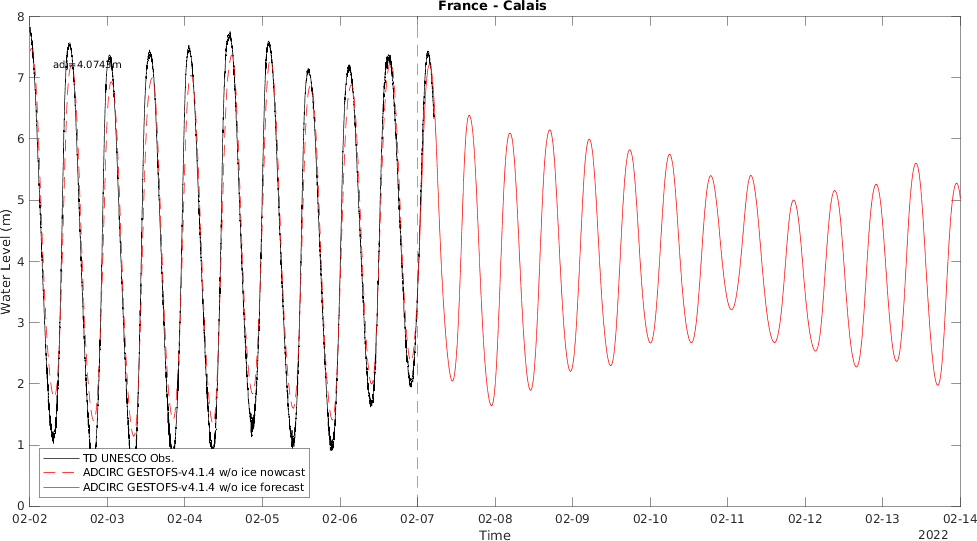 France - Calais
8
7
6
5
4
3
2
1
0
Water Level (m)
adj=4.0743m
TD UNESCO Obs.
ADCIRC GESTOFS-v4.1.4 w/o ice nowcast
ADCIRC GESTOFS-v4.1.4 w/o ice forecast
02-02 02-03 02-04 02-05 02-06 02-07 02-08 02-09 02-10 02-11 02-12 02-13 02-14
Time
2022